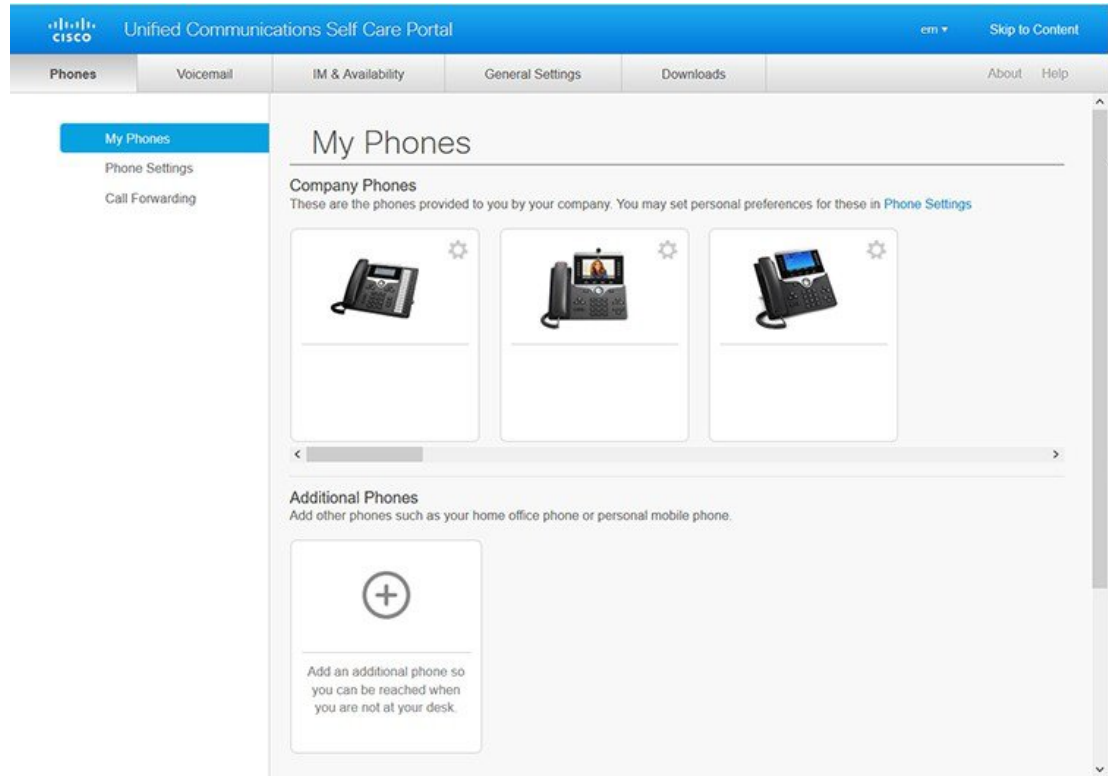 CISCO
Unified Communications Self Care Portal
em
Skip to Content
Phones
Voicemail
IM & Availability
General Settings
Downloads
About
Help
My Phones
Phone Settings
Call Forwarding
My Phones
Company Phones
These are the phones provided to you by your company. You may set personal preferences for these in Phone Settings
Additional Phones
Add other phones such as your home office phone or personal mobile phone.
Add an additional phone so
you can be reached when
you are not at your desk.